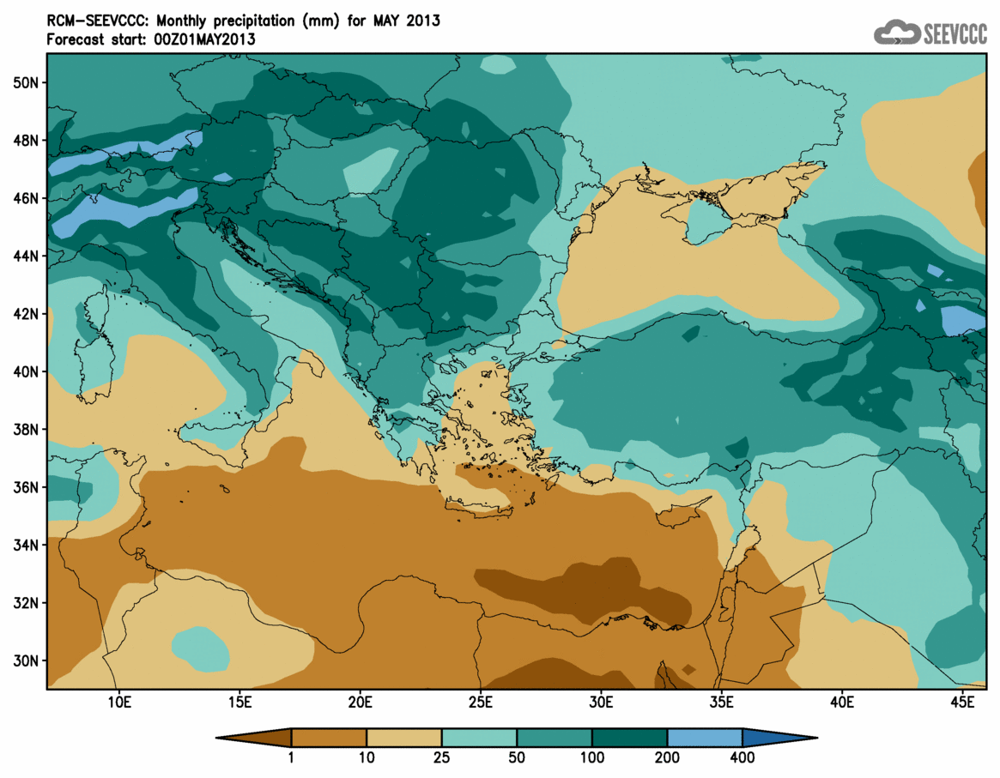 RCM-SEEVCCC: Monthly precipitation (mm) for MAY 2013
Forecast start: 00Z01MAY2013
SEEVCCC
50N
48N
46N
44N
42N
40N
38N
36N
34N
32N
30N
10E 15E 20E 25E 30E 35E 40E 45E
1 10 25 50 100 200 400